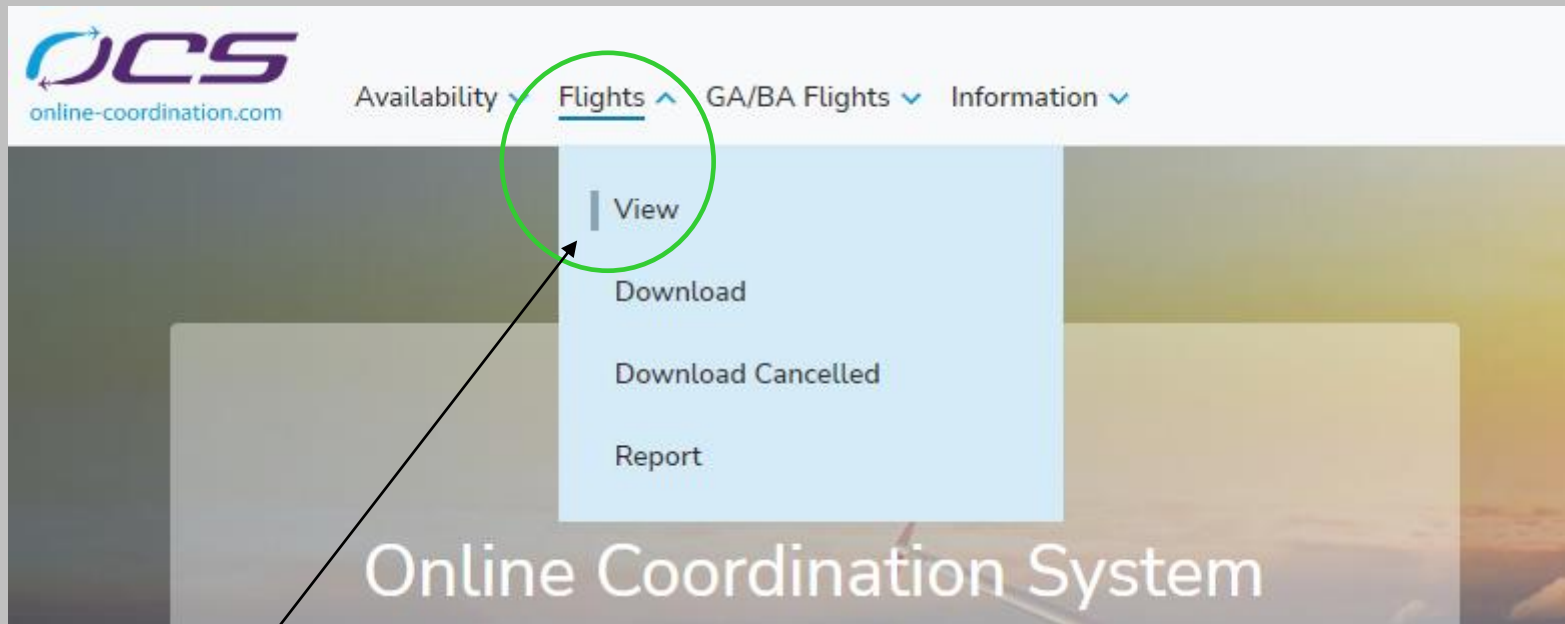 OCS
online-coordination.com
Availability Flights GA/BA Flights Information
View
Download
Download Cancelled
Report
Online Coordination System